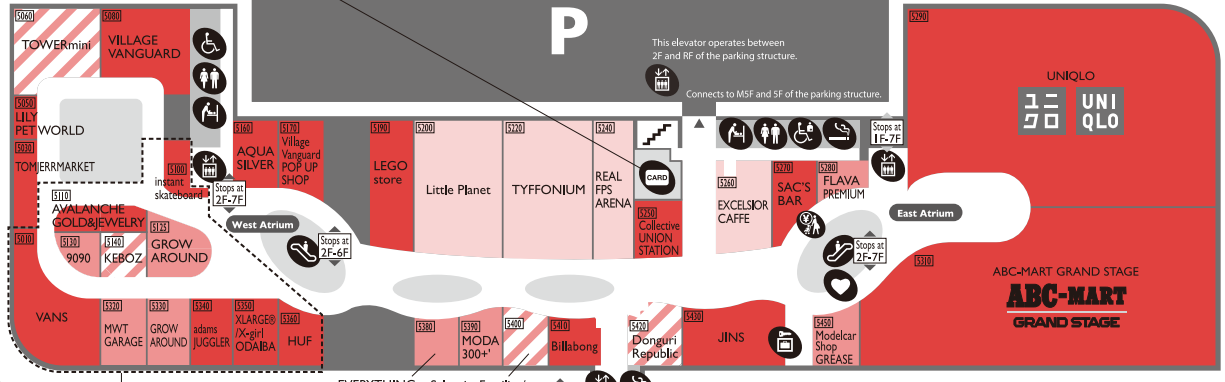 5060
TOWERmini
5080
VILLAGE
VANGUARD
P
This elevator operates between
2F and RF of the parking structure.
Connects to M5F and 5F of the parking structure.
5290
UNIQLO
ユニ
クロ
UNI
QLO
5050
LILY
PET WORLD
5030
TOMJERRMARKET
5100
instant
skateboard
Stops at
2F-7F
5160
AQUA
SILVER
5170
Village
Vanguard
POP UP
SHOP
5190
LEGO
store
5200
Little Planet
5220
TYFFONIUM
5240
REAL
FPS
ARENA
CARD
5250
Collective
UNION
STATION
5260
EXCELSIOR
CAFFE
5270
SAC'S
BAR
5280
FLAVA
PREMIUM
Stops at
1F-7F
5110
AVALANCHE
GOLD&JEWELRY
5130
9090
5140
KEBOZ
5125
GROW
AROUND
West Atrium
Stops at
2F-6F
¥
Stops at
2F-7F
East Atrium
5010
VANS
5320
MWT
GARAGE
5330
GROW
AROUND
5340
adams
JUGGLER
5350
XLARGE®
/X-girl
ODAIBA
5360
HUF
5380
5390
MODA
300+'
5400
5410
Billabong
5420
Donguri
Republic
5430
JINS
5450
Modelcar
Shop
GREASE
5310
ABC-MART GRAND STAGE
ABC-MART
GRAND STAGE
EVERYTHING